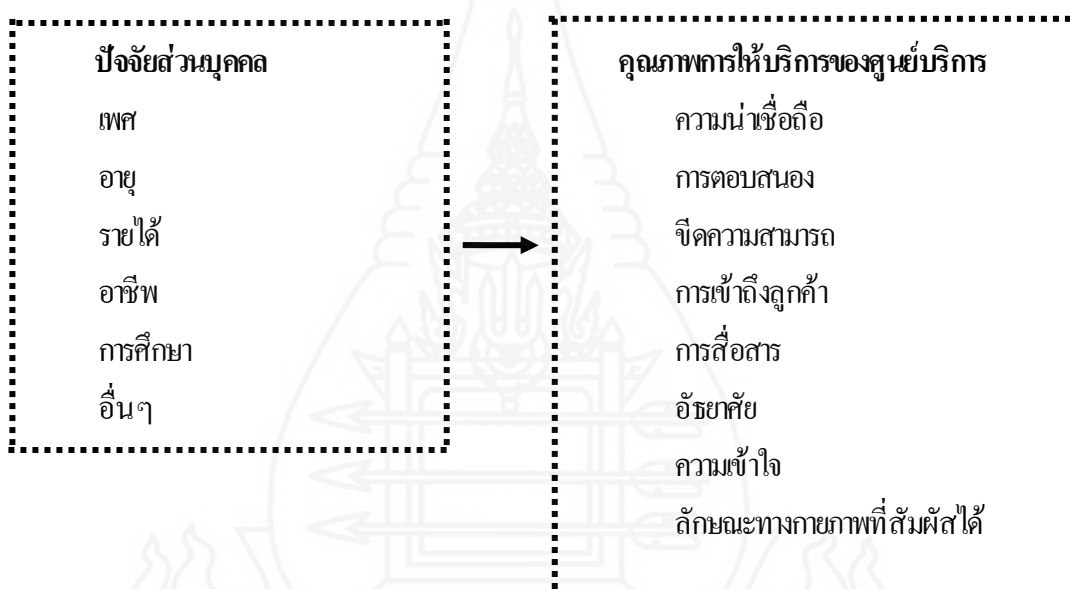 ปัจจัยส่วนบุคคล
เพศ
อายุ
รายได้
อาชีพ
การศึกษา
อื่นๆ
คุณภาพการให้บริการของศูนย์บริการ
ความน่าเชื่อถือ
การตอบสนอง
ขีดความสามารถ
การเข้าถึงลูกค้า
การสื่อสาร
อัธยาศัย
ความเข้าใจ
ลักษณะทางกายภาพที่สัมผัสได้